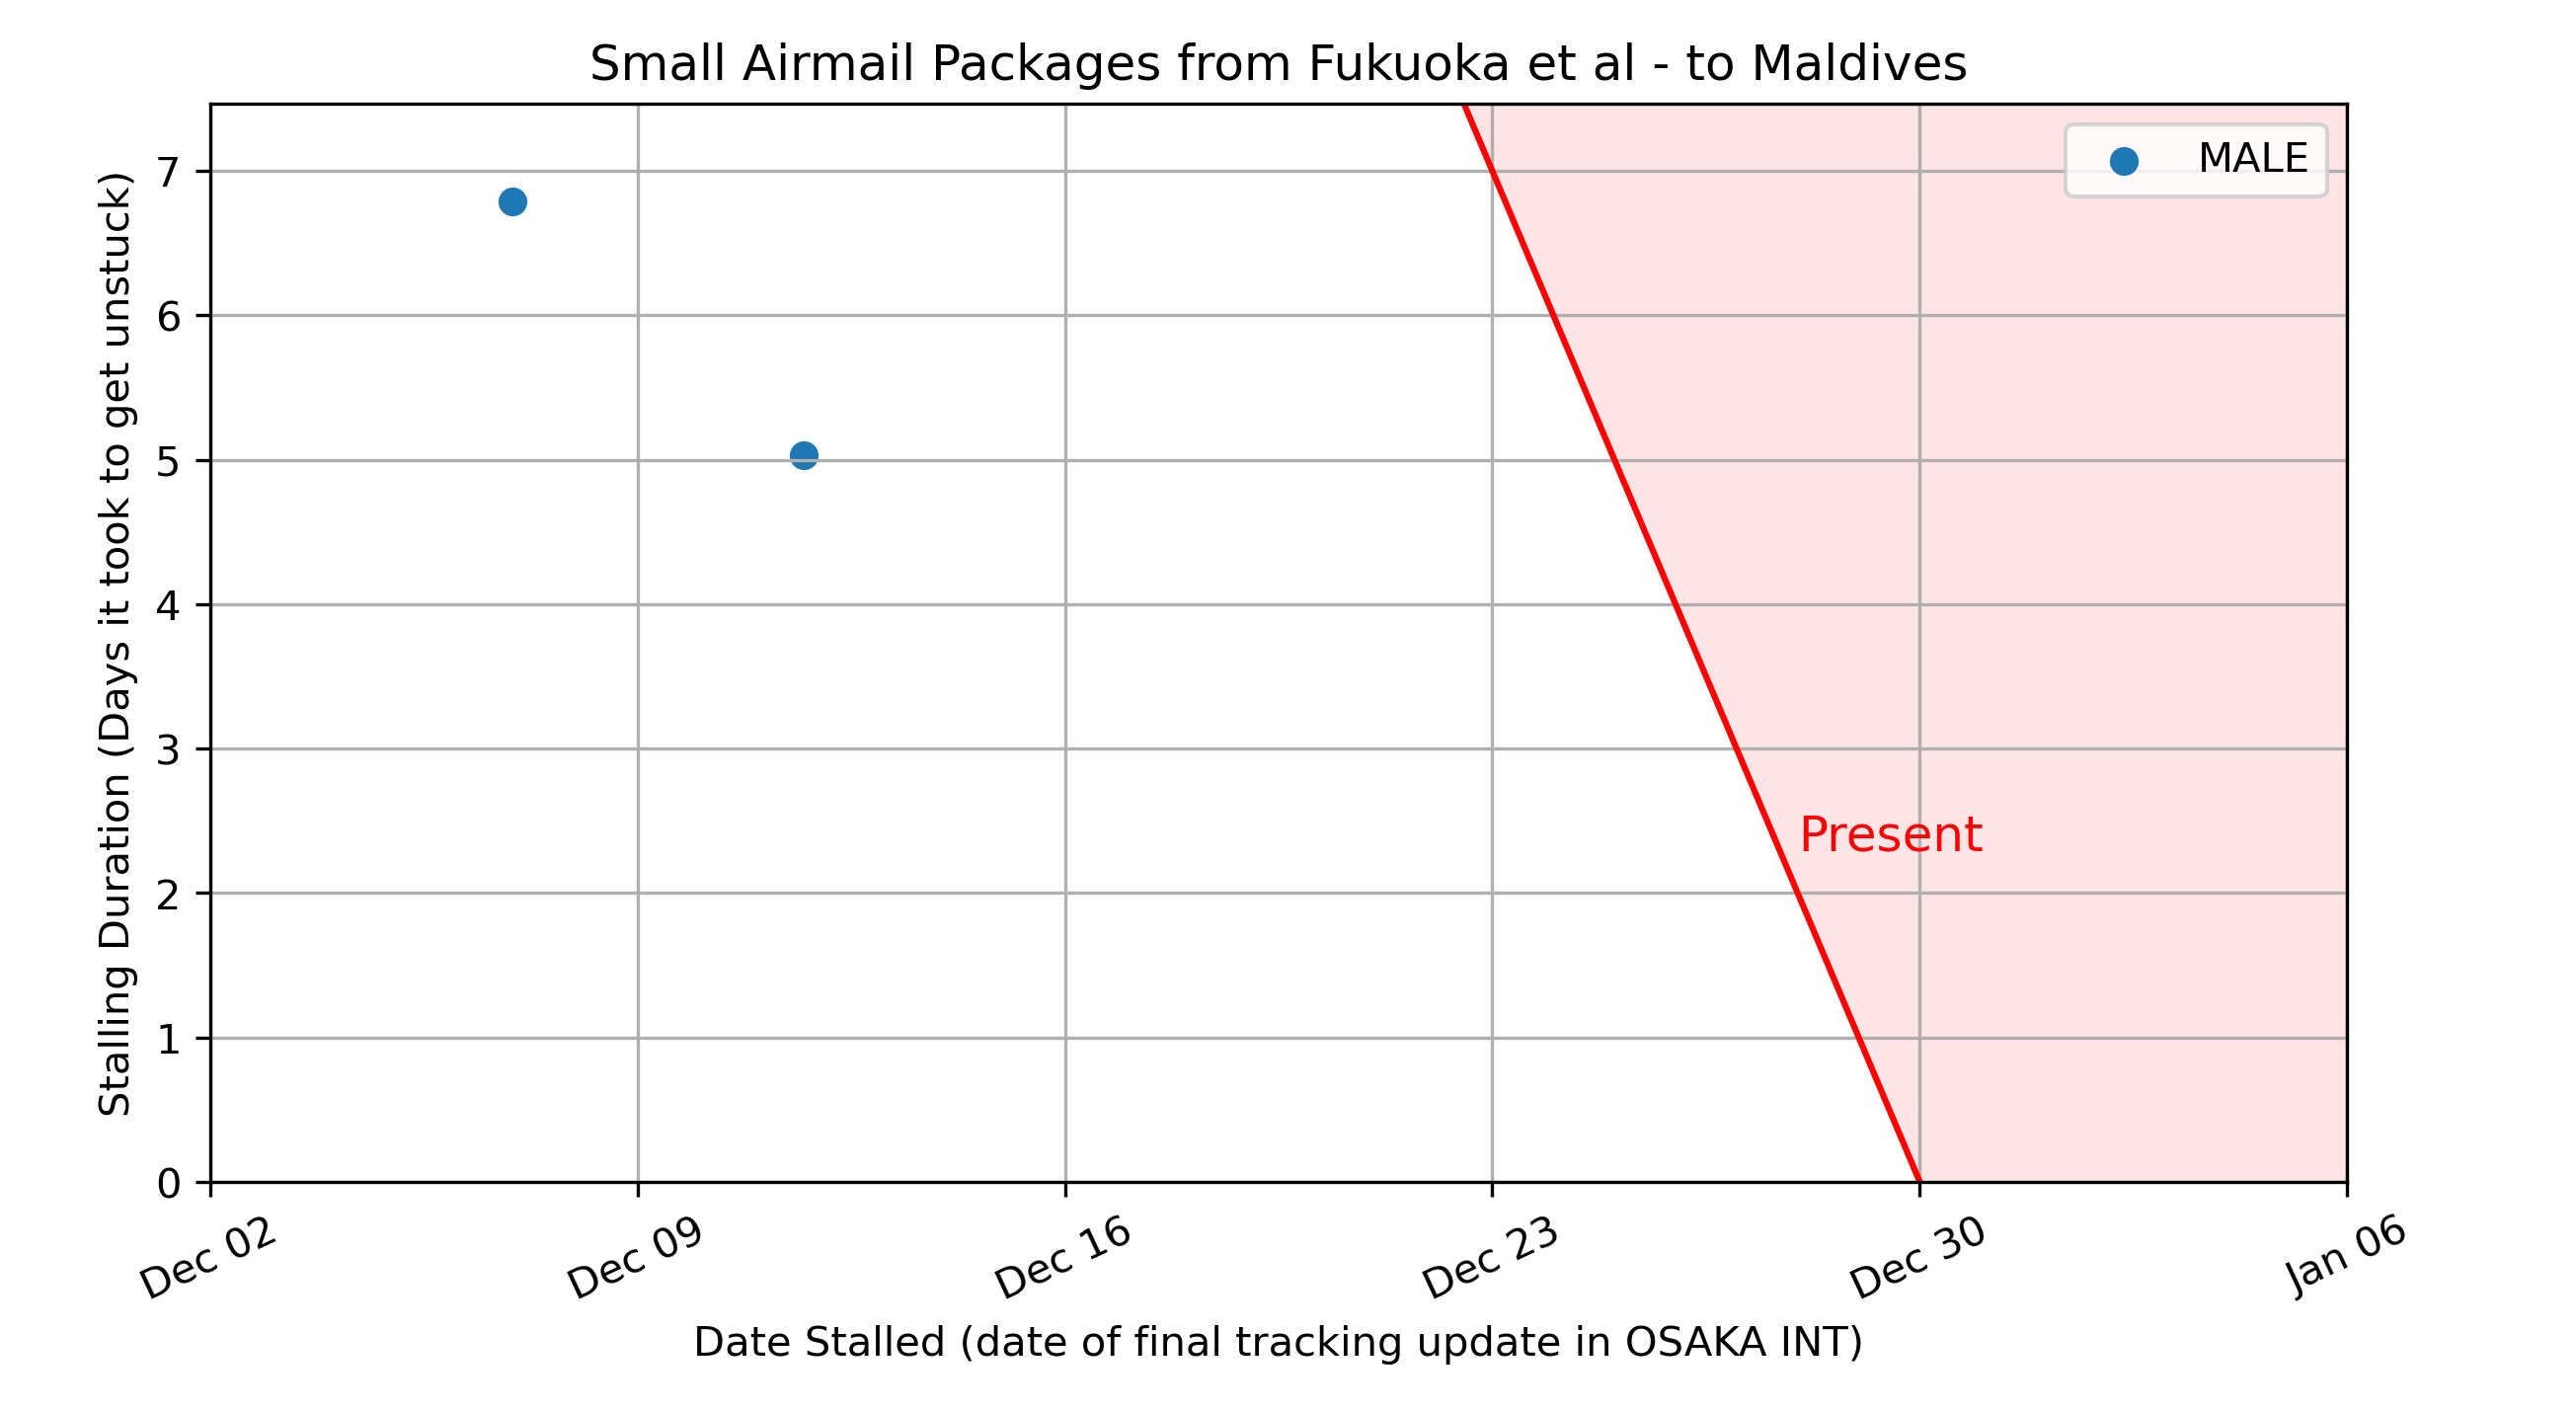 Small Airmail Packages from Fukuoka et al - to Maldives
MALE
Stalling Duration (Days it took to get unstuck)
7
6
5
4
3
2
1
0
Present
Dec 02
Dec 09
Dec 16
Dec 23
Dec 30
Jan 06
Date Stalled (date of final tracking update in OSAKA INT)